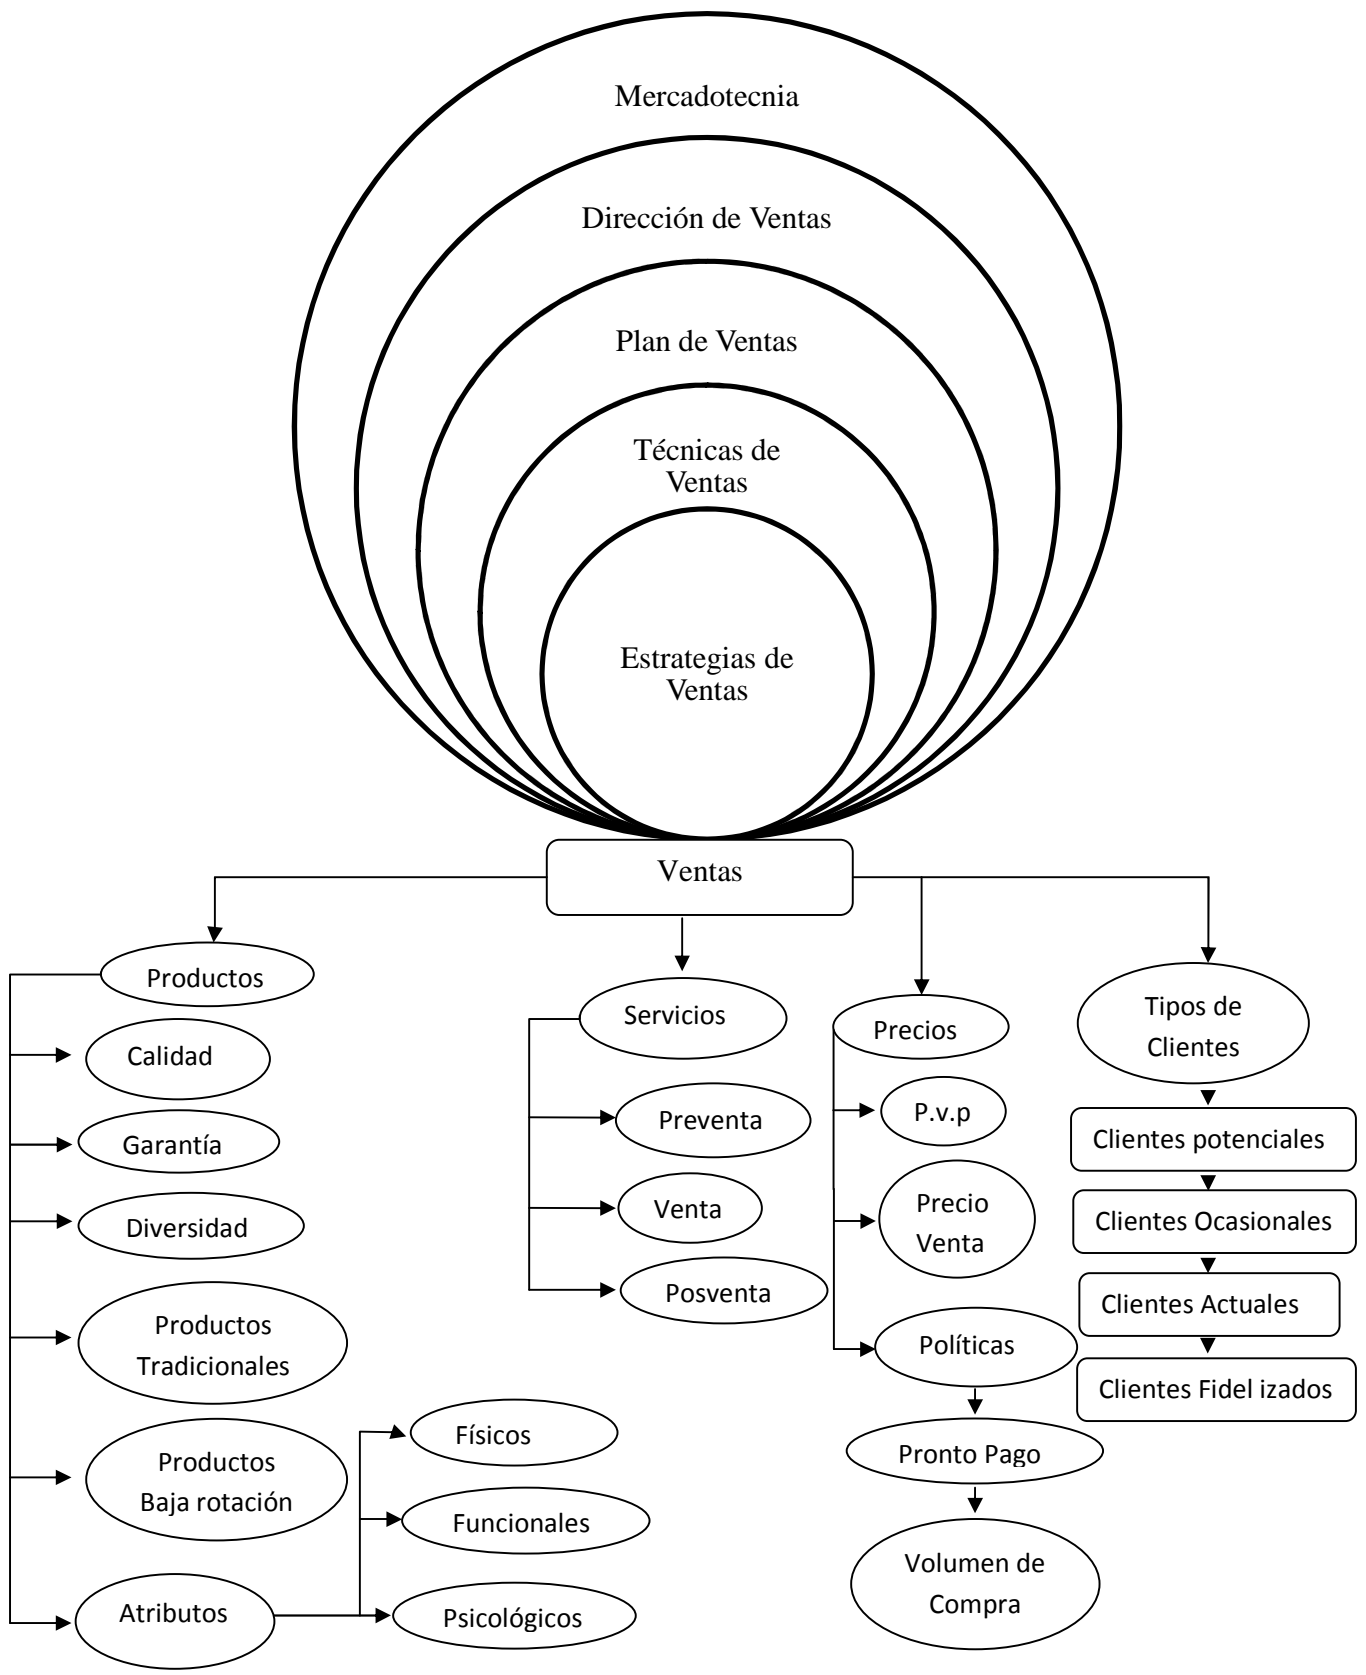 Mercadotecnia
Dirección de Ventas
Plan de Ventas
Técnicas de
Ventas
Estrategias de
Ventas
Ventas
Productos
Calidad
Garantía
Diversidad
Productos
Tradicionales
Productos
Baja rotación
Atributos
Físicos
Funcionales
Psicológicos
Servicios
Preventa
Venta
Posventa
Precios
P.v.p
Precio
Venta
Políticas
Pronto Pago
Volumen de
Compra
Tipos de
Clientes
Clientes potenciales
Clientes Ocasionales
Clientes Actuales
Clientes Fidel izados